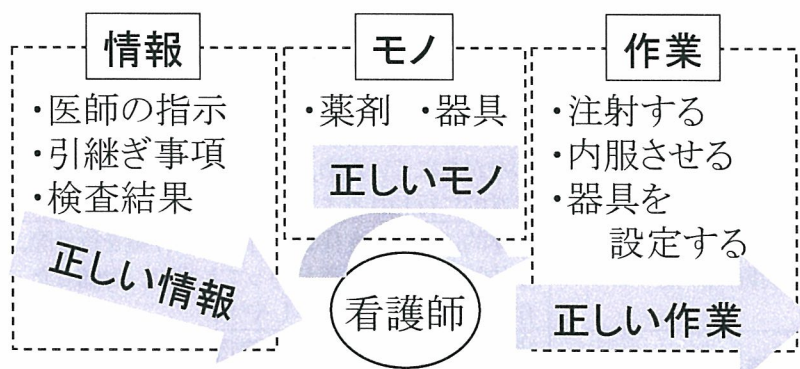 情報
・医師の指示
・引継ぎ事項
・検査結果
正しい情報
モノ
・薬剤 ・器具
正しいモノ
看護師
作業
・注射する
・内服させる
・器具を
設定する
正しい作業